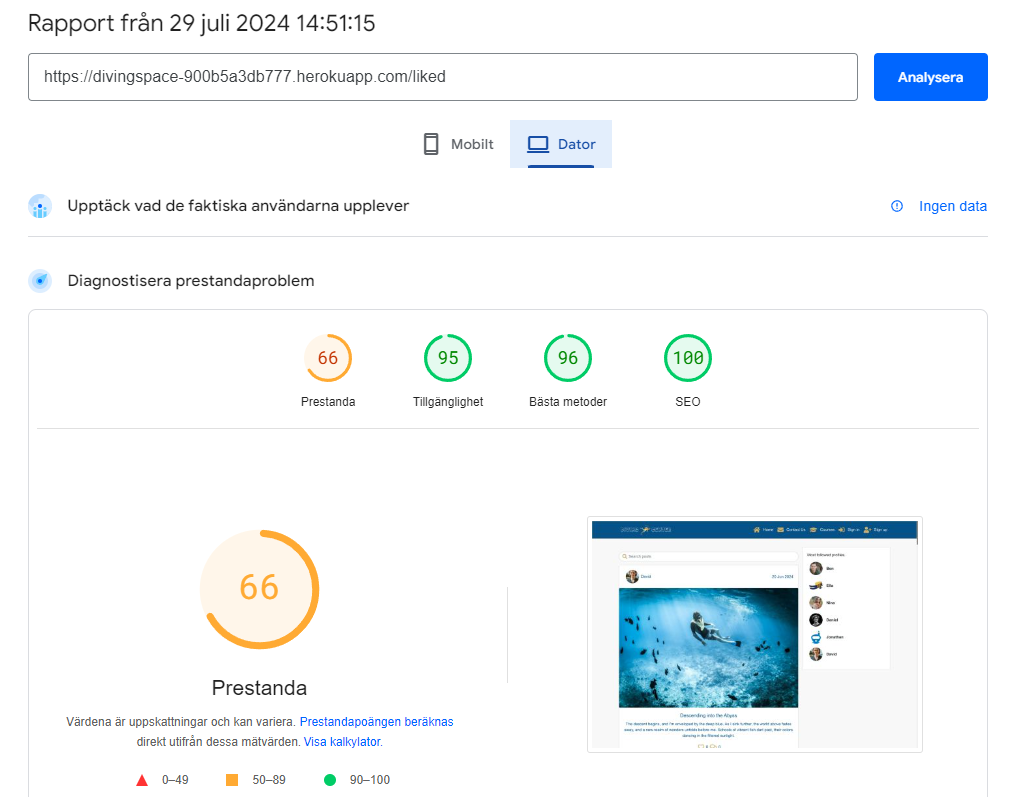 Rapport från 29 juli 2024 14:51:15
https://divingspace-900b5a3db777.herokuapp.com/liked
Analysera
Mobilt
Dator
Upptäck vad de faktiska användarna upplever
Ingen data
Diagnostisera prestandaproblem
66
95
96
100
Prestanda
Tillgänglighet
Bästa metoder
SEO
66
Prestanda
Värdena är uppskattningar och kan variera. Prestandapoängen beräknas
direkt utifrån dessa mätvärden. Visa kalkylator.
0–49
50–89
90–100
Home
Contact Us
Courses
Sign in
Sign up
Search posts
Most followed profiles
David
20 Jun 2024
Ben
Ella
Nina
Daniel
Jonathan
David
Descending into the Abyss